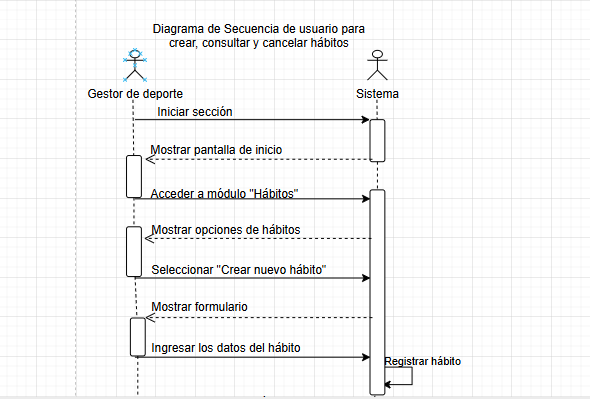 Diagrama de Secuencia de usuario para
crear, consultar y cancelar hábitos
Gestor de deporte
Sistema
Iniciar sección
Mostrar pantalla de inicio
Acceder a módulo "Hábitos"
Mostrar opciones de hábitos
Seleccionar "Crear nuevo hábito"
Mostrar formulario
Ingresar los datos del hábito
Registrar hábito